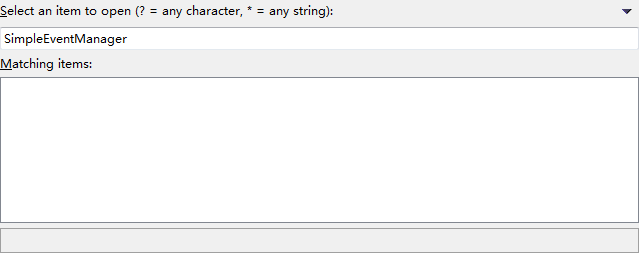 Select an item to open (? = any character, * = any string):
SimpleEventManager
Matching items: